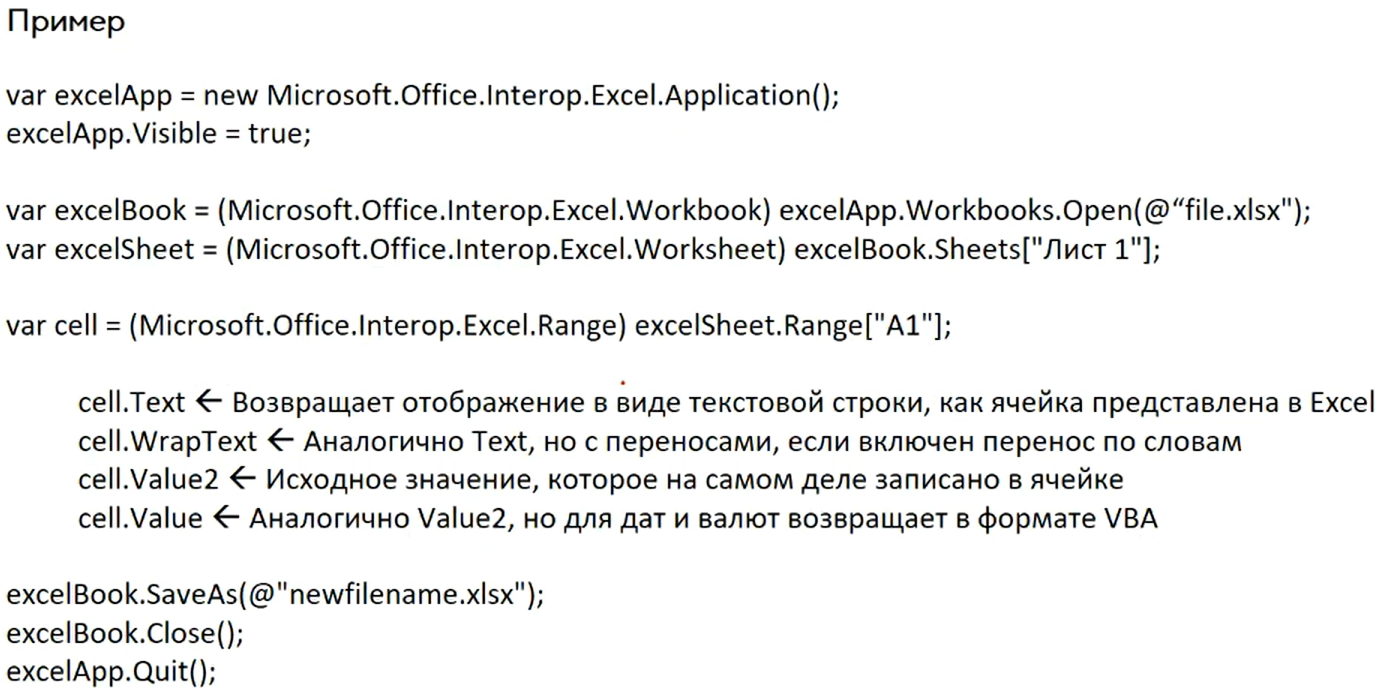 Пример
var excelApp = new Microsoft.Office.Interop.Excel.Application();
excelApp.Visible = true;
var excelBook = (Microsoft.Office.Interop.Excel.Workbook) excelApp.Workbooks.Open(@“file.xlsx");
var excelSheet = (Microsoft.Office.Interop.Excel.Worksheet) excelBook.Sheets["Лист 1"];
var cell = (Microsoft.Office.Interop.Excel.Range) excelSheet.Range["A1"];
cell.Text ← Возвращает отображение в виде текстовой строки, как ячейка представлена в Excel
cell.WrapText ← Аналогично Text, но с переносами, если включен перенос по словам
cell.Value2 ← Исходное значение, которое на самом деле записано в ячейке
cell.Value ← Аналогично Value2, но для дат и валют возвращает в формате VBA
excelBook.SaveAs(@"newfilename.xlsx");
excelBook.Close();
excelApp.Quit();